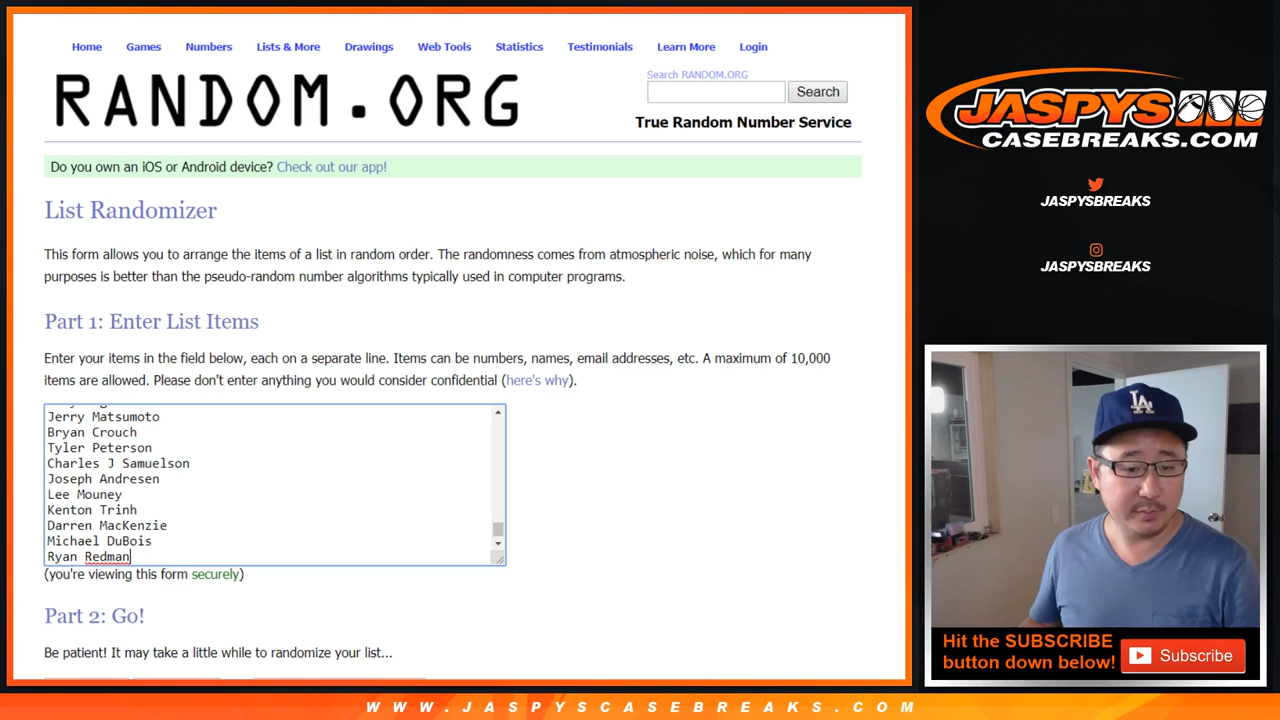 Home Games Numbers Lists & More Drawings Web Tools Statistics Testimonials Learn More Login
RANDOM.ORG
Search RANDOM.ORG
Search
True Random Number Service
Do you own an iOS or Android device? Check out our app!
List Randomizer
This form allows you to arrange the items of a list in random order. The randomness comes from atmospheric noise, which for many
purposes is better than the pseudo-random number algorithms typically used in computer programs.
Part 1: Enter List Items
Enter your items in the field below, each on a separate line. Items can be numbers, names, email addresses, etc. A maximum of 10,000
items are allowed. Please don't enter anything you would consider confidential (here's why).
Jerry Matsumoto
Bryan Crouch
Tyler Peterson
Charles J Samuelson
Joseph Andresen
Lee Mouney
Kenton Trinh
Darren MacKenzie
Michael DuBois
Ryan Redman
(you're viewing this form securely)
Part 2: Go!
Be patient! It may take a little while to randomize your list...
JASPYS
CASEBREAKS.COM
JASPYSBREAKS
JASPYSBREAKS
LA
Hit the SUBSCRIBE
button down below!
Subscribe
WWW.JASPYSCASEBREAKS.COM